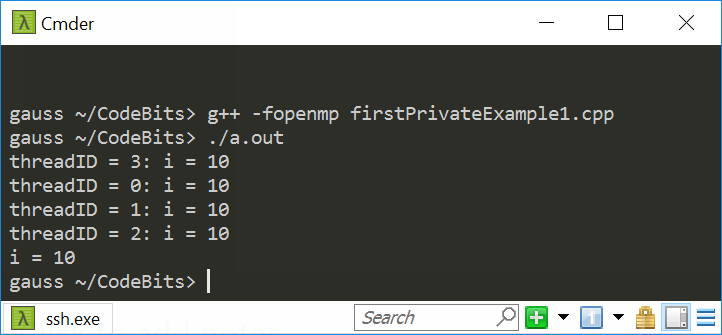 Cmder
gauss ~/CodeBits> g++ -fopenmp firstPrivateExample1.cpp
gauss ~/CodeBits> ./a.out
threadID = 3: i = 10
threadID = 0: i = 10
threadID = 1: i = 10
threadID = 2: i = 10
i = 10
gauss ~/CodeBits>
ssh.exe Search